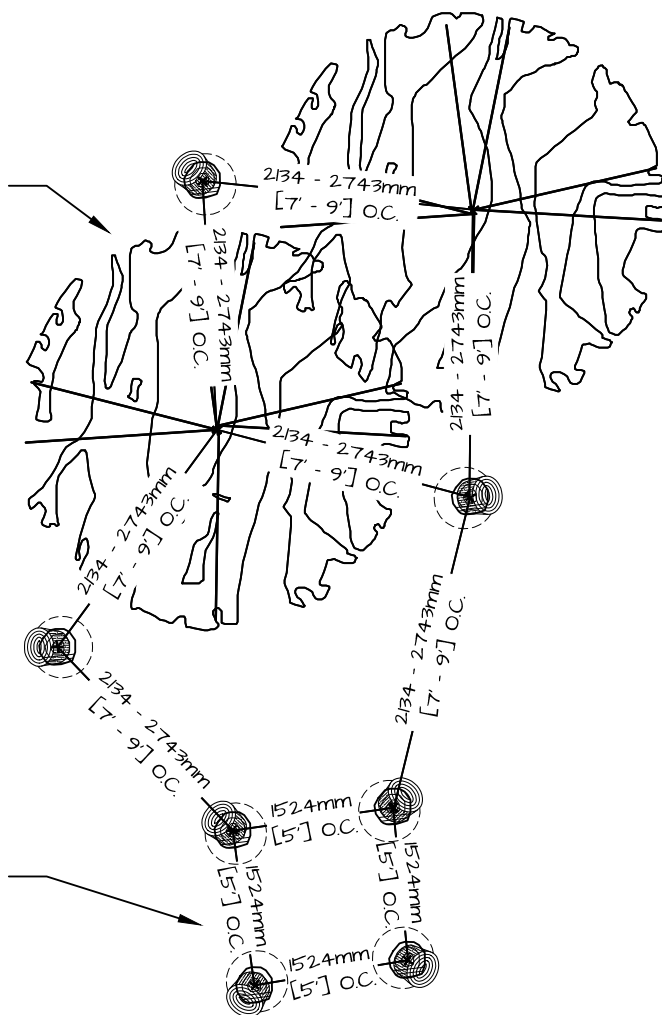 2134 - 2743mm
[7' - 9'] O.C.
2134 - 2743mm
[7' - 9'] O.C.
2134 - 2743mm
[7' - 9'] O.C.
2134 - 2743mm
[7' - 9'] O.C.
2134 - 2743mm
[7' - 9'] O.C.
2134 - 2743mm
[7' - 9'] O.C.
2134 - 2743mm
[7' - 9'] O.C.
1524mm
[5'] O.C.
1524mm
[5'] O.C.
1524mm
[5'] O.C.
1524mm
[5'] O.C.